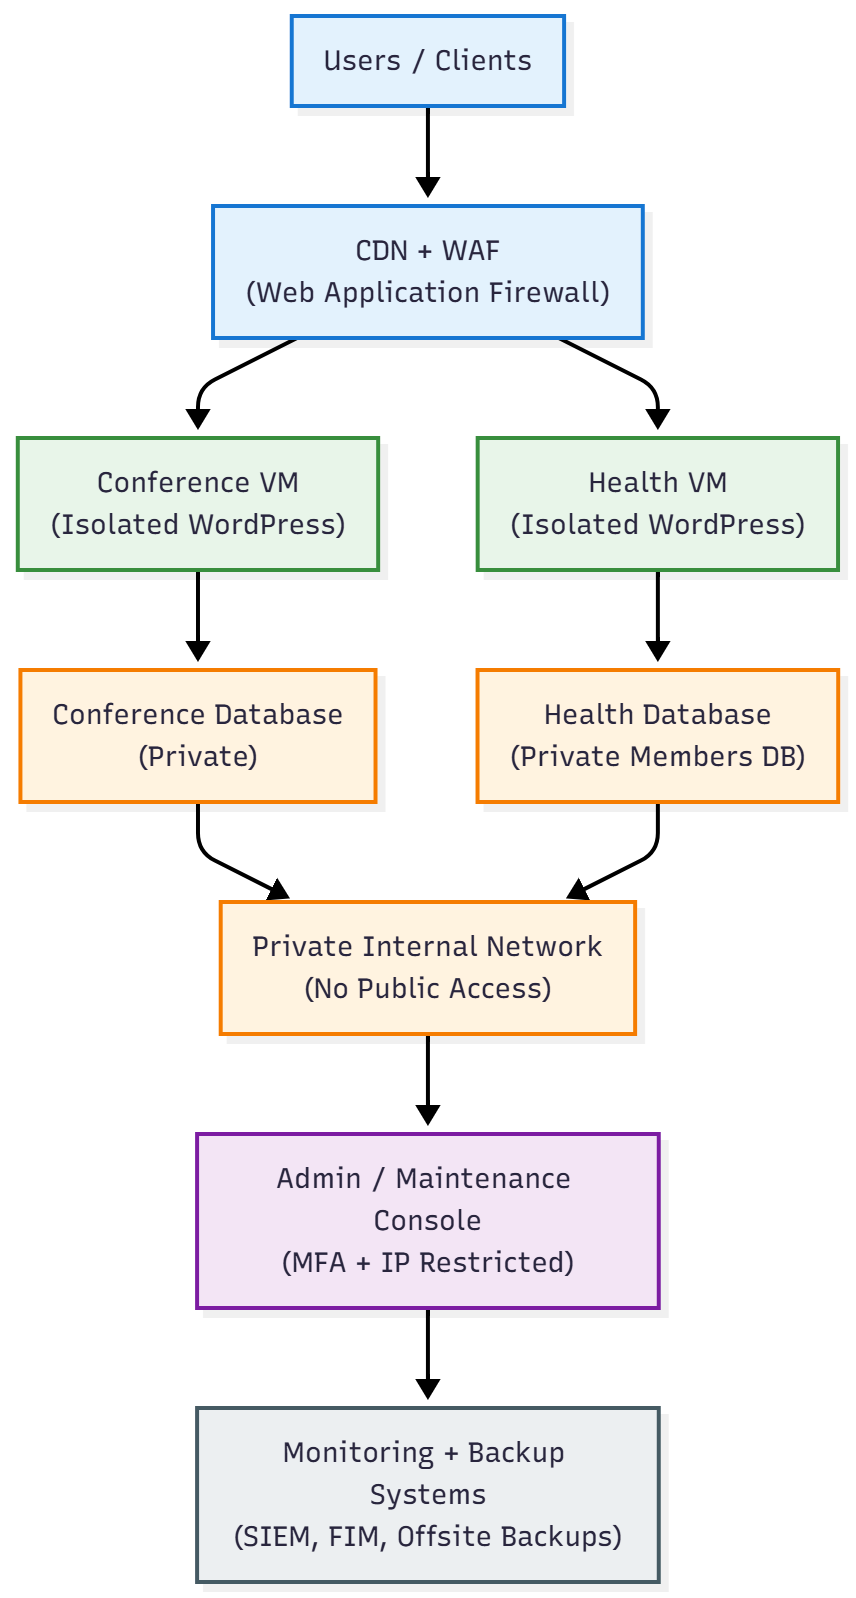 Users / Clients
CDN + WAF
(Web Application Firewall)
Conference VM
(Isolated WordPress)
Health VM
(Isolated WordPress)
Conference Database
(Private)
Health Database
(Private Members DB)
Private Internal Network
(No Public Access)
Admin / Maintenance
Console
(MFA + IP Restricted)
Monitoring + Backup
Systems
(SIEM, FIM, Offsite Backups)